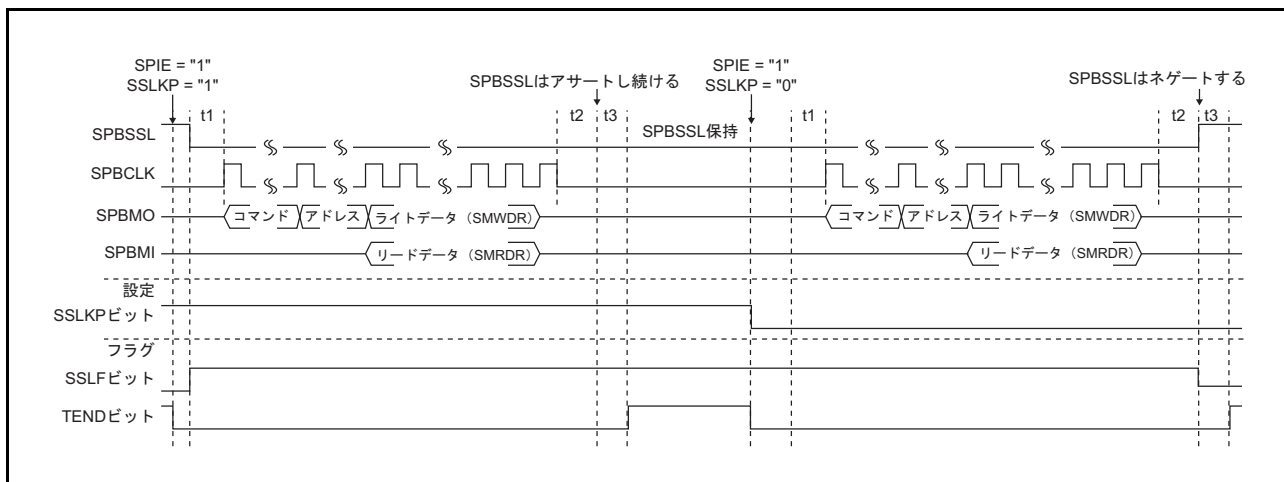 SPIE = "1"
SSLKP = "1"
SPBSSLはアサートし続ける
SPIE = "1"
SSLKP = "0"
SPBSSLはネゲートする
t1
t2
t3
t1
t2
t3
SPBSSL
SPBSSL保持
SPBCLK
SPBMO
コマンド
アドレス
ライトデータ（SMWDR）
コマンド
アドレス
ライトデータ（SMWDR）
SPBMI
リードデータ（SMRDR）
リードデータ（SMRDR）
設定
SSLKPビット
フラグ
SSLFビット
TENDビット